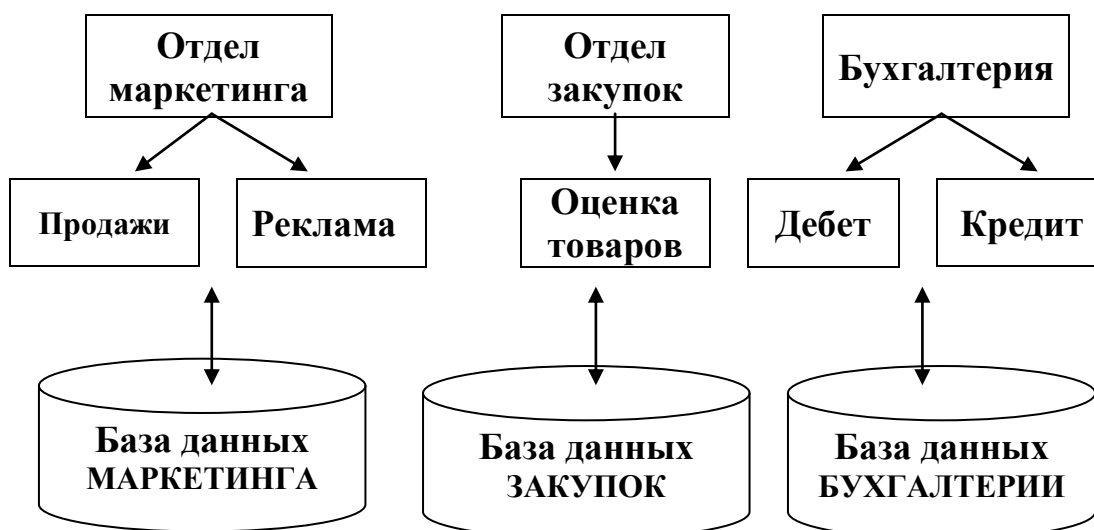 Отдел
маркетинга
Отдел
закупок
Бухгалтерия
Продажи
Реклама
Оценка
товаров
Дебет
Кредит
База данных
МАРКЕТИНГА
База данных
ЗАКУПОК
База данных
БУХГАЛТЕРИИ